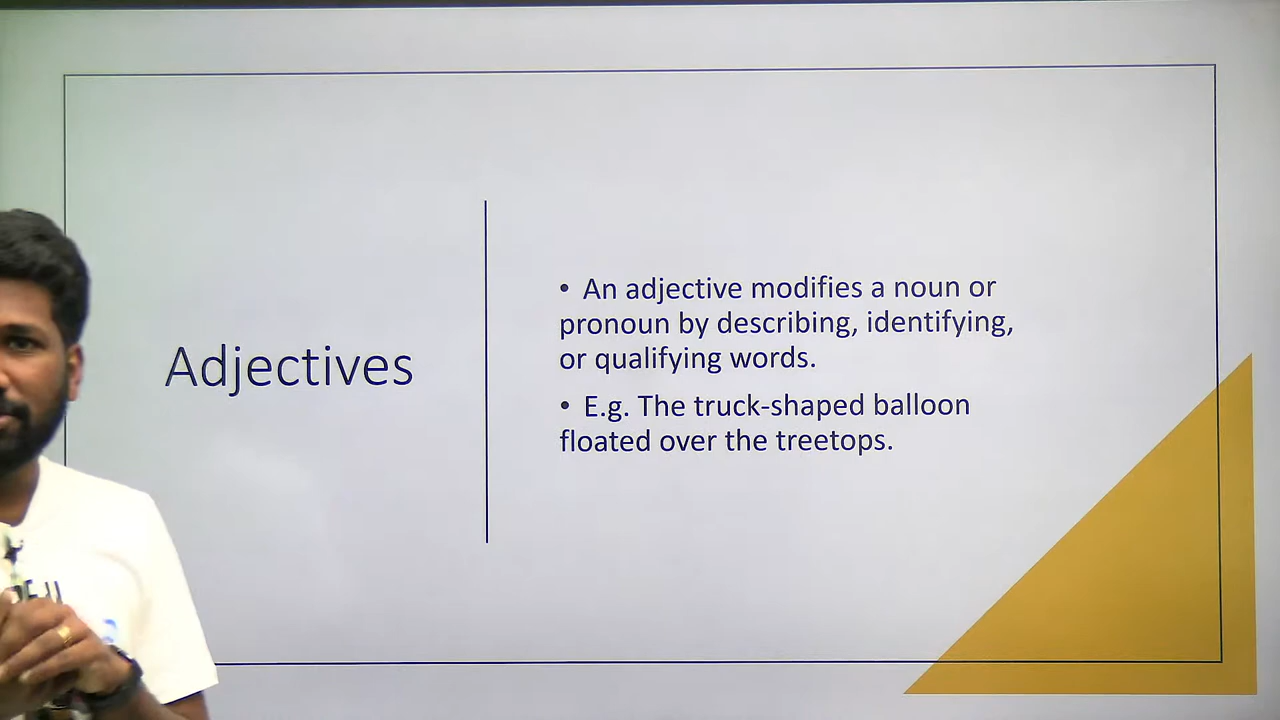 Adjectives
• An adjective modifies a noun or
pronoun by describing, identifying,
or qualifying words.
• E.g. The truck-shaped balloon
floated over the treetops.